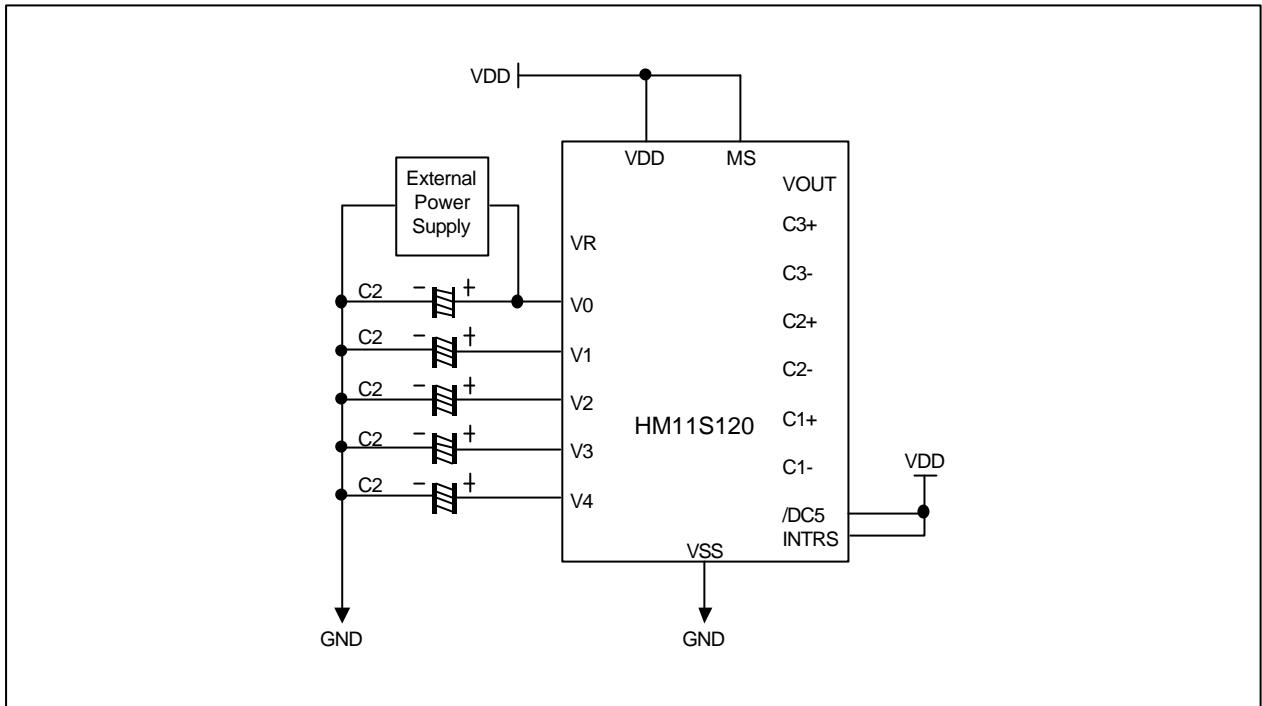 VDD
VDD MS
External
Power
Supply
VOUT
C3+
VR
C3-
C2 - + V0
C2+
C2 - + V1
C2-
C2 - + V2
HM11S120
C1+
C2 - + V3
C1-
VDD
C2 - + V4
/DC5
INTRS
VSS
GND
GND